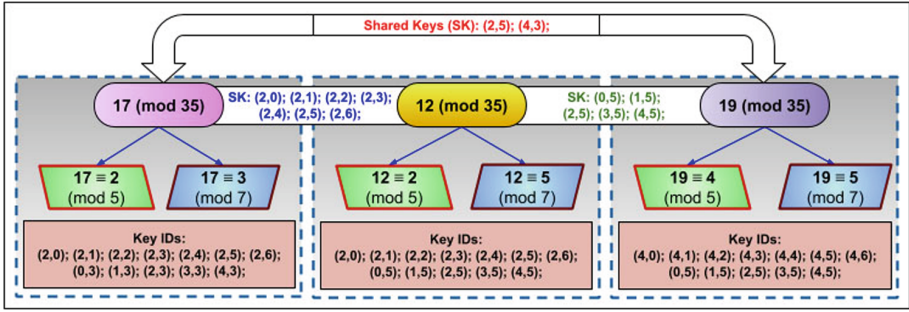 Shared Keys (SK): (2,5); (4,3);
17 (mod 35)
SK: (2,0); (2,1); (2,2); (2,3);
(2,4); (2,5); (2,6);
12 (mod 35)
SK: (0,5); (1,5);
(2,5); (3,5); (4,5);
19 (mod 35)
17 ≡ 2
(mod 5)
17 ≡ 3
(mod 7)
12 ≡ 2
(mod 5)
12 ≡ 5
(mod 7)
19 ≡ 4
(mod 5)
19 ≡ 5
(mod 7)
Key IDs:
(2,0); (2,1); (2,2); (2,3); (2,4); (2,5); (2,6);
(0,3); (1,3); (2,3); (3,3); (4,3);
Key IDs:
(2,0); (2,1); (2,2); (2,3); (2,4); (2,5); (2,6);
(0,5); (1,5); (2,5); (3,5); (4,5);
Key IDs:
(4,0); (4,1); (4,2); (4,3); (4,4); (4,5); (4,6);
(0,5); (1,5); (2,5); (3,5); (4,5);